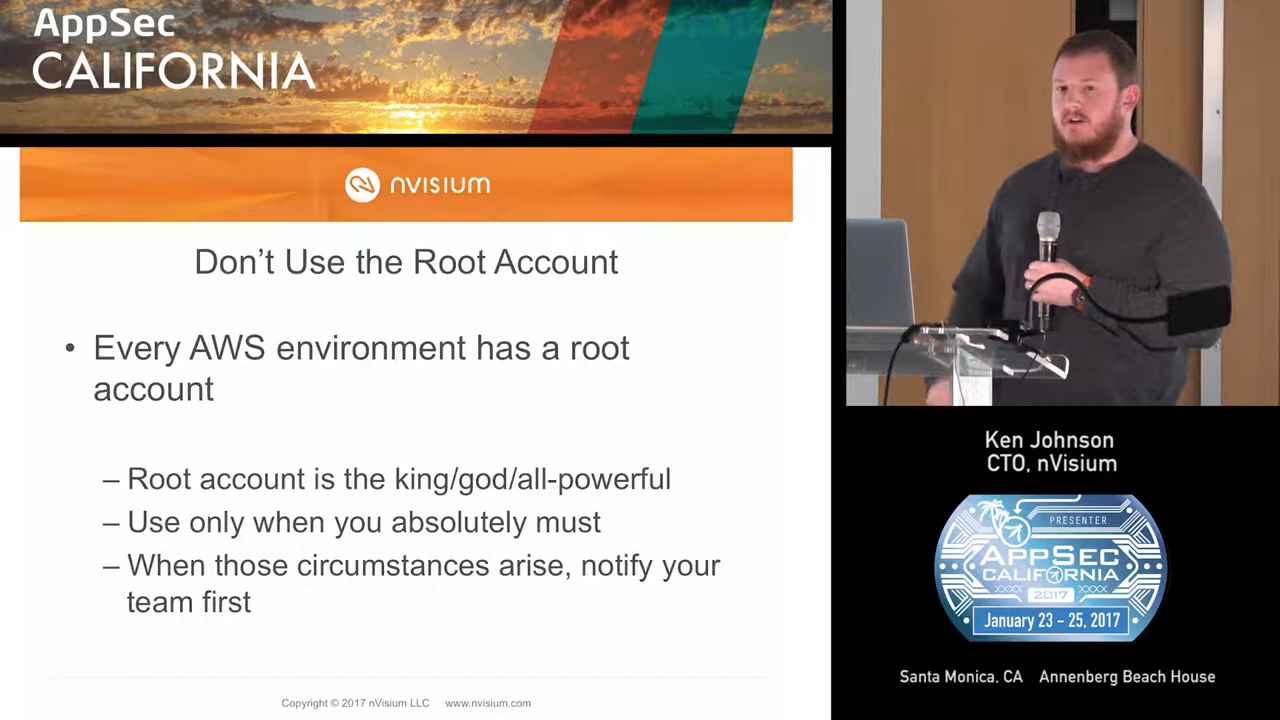 AppSec
CALIFORNIA
nVISIUM
Don't Use the Root Account
• Every AWS environment has a root
account
– Root account is the king/god/all-powerful
– Use only when you absolutely must
– When those circumstances arise, notify your
team first
Copyright © 2017 nVisium LLC www.nvisium.com
Ken Johnson
CTO, nVisium
PRESENTER
APPSEC
CALIFORNIA
2017
January 23 - 25, 2017
Santa Monica, CA Annenberg Beach House